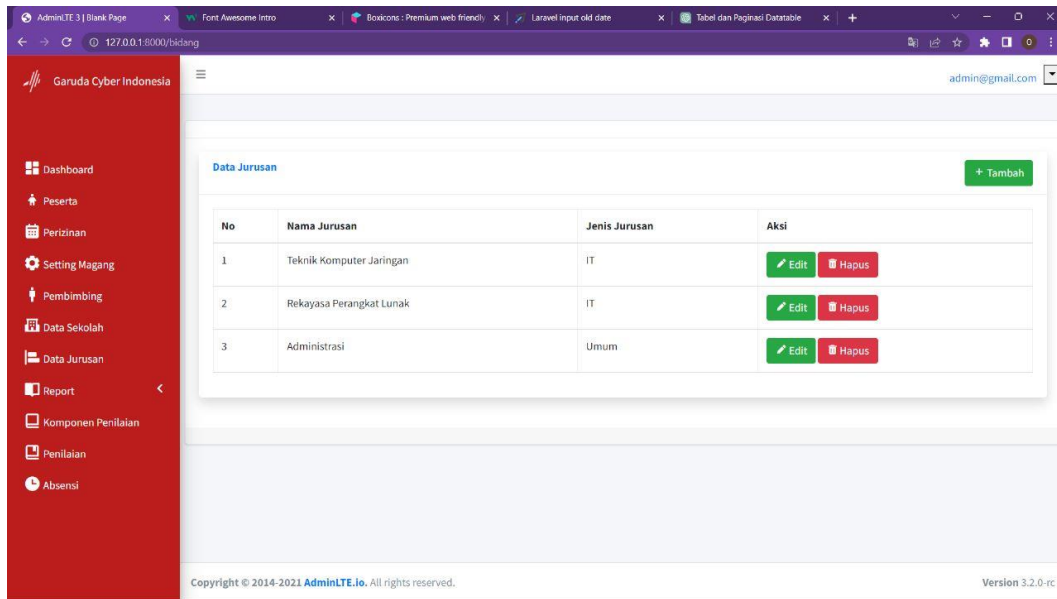 AdminLTE 3 | Blank Page
Font Awesome Intro
Boxicons : Premium web friendly
Laravel input old date
Tabel dan Paginasi Datatable
127.0.0.1:8000/bidang
Garuda Cyber Indonesia
admin@gmail.com
Dashboard
Peserta
Perizinan
Setting Magang
Pembimbing
Data Sekolah
Data Jurusan
Report
Komponen Penilaian
Penilaian
Absensi
Data Jurusan
+ Tambah
No Nama Jurusan Jenis Jurusan Aksi
1 Teknik Komputer Jaringan IT Edit Hapus
2 Rekayasa Perangkat Lunak IT Edit Hapus
3 Administrasi Umum Edit Hapus
Copyright © 2014-2021 AdminLTE.io. All rights reserved.
Version 3.2.0-rc